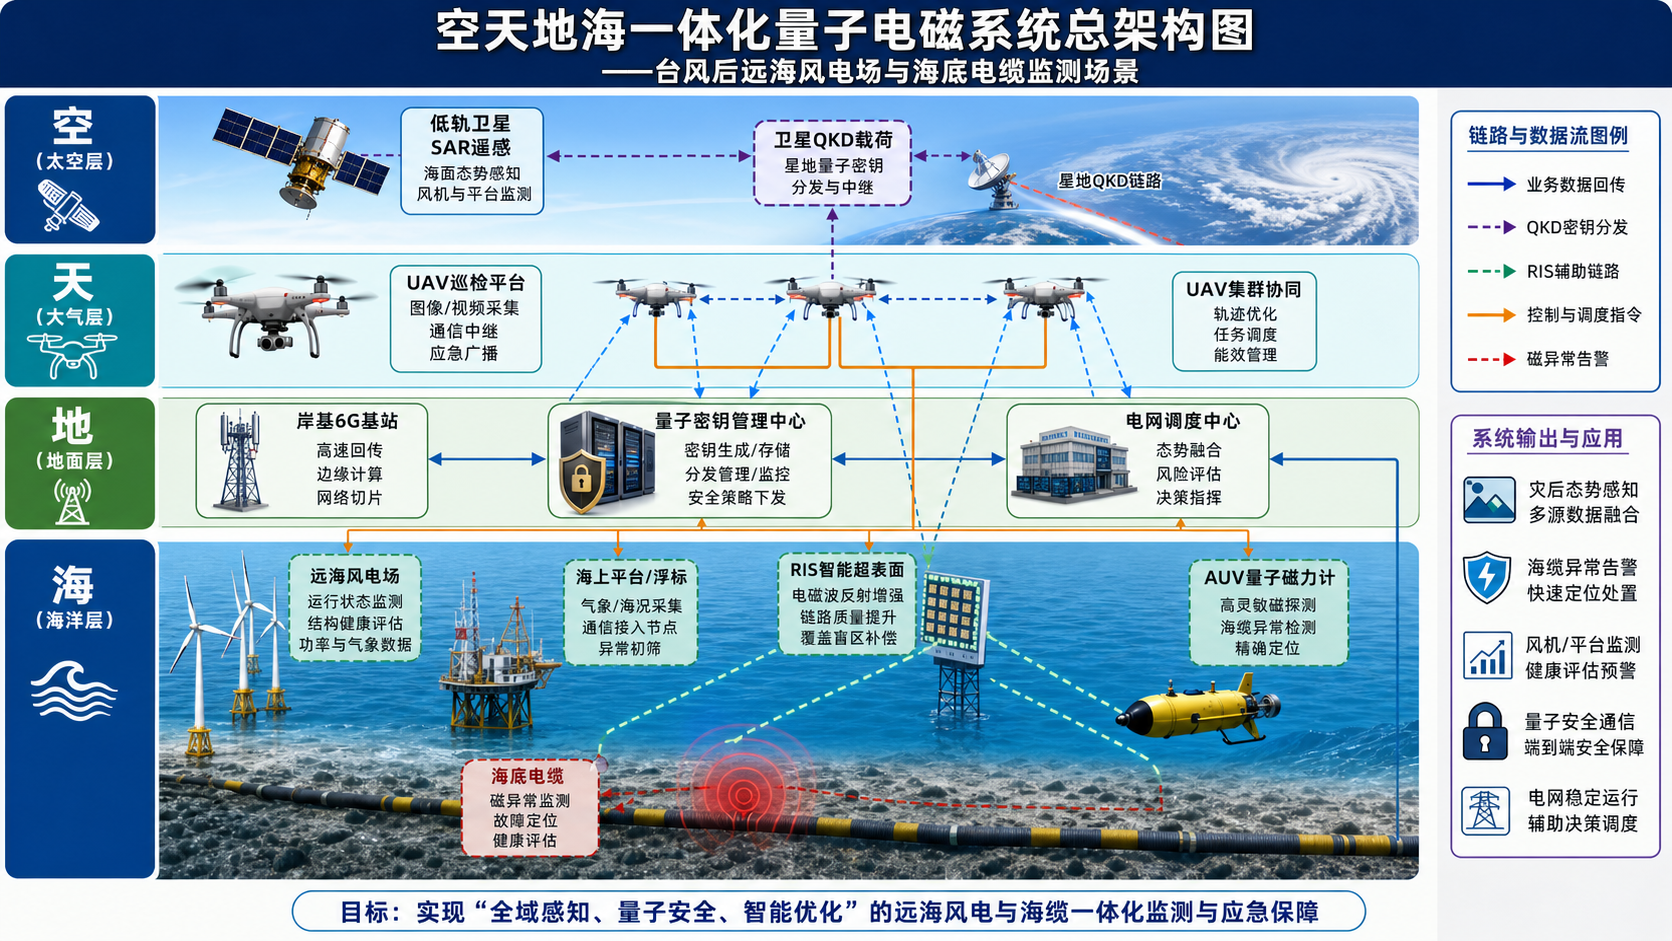 空天地海一体化量子电磁系统总架构图
——台风后远海风电场与海底电缆监测场景
空
（太空层）
低轨卫星
SAR遥感
海面态势感知
风机与平台监测
卫星QKD载荷
星地量子密钥
分发与中继
星地QKD链路
天
（大气层）
UAV巡检平台
图像/视频采集
通信中继
应急广播
UAV集群协同
轨迹优化
任务调度
能效管理
地
（地面层）
岸基6G基站
高速回传
边缘计算
网络切片
量子密钥管理中心
密钥生成/存储
分发管理/监控
安全策略下发
电网调度中心
态势融合
风险评估
决策指挥
海
（海洋层）
远海风电场
运行状态监测
结构健康评估
功率与气象数据
海上平台/浮标
气象/海况采集
通信接入节点
异常初筛
RIS智能超表面
电磁波反射增强
链路质量提升
覆盖盲区补偿
AUV量子磁力计
高灵敏磁探测
海缆异常检测
精确定位
海底电缆
磁异常监测
故障定位
健康评估
链路与数据流图例
业务数据回传
QKD密钥分发
RIS辅助链路
控制与调度指令
磁异常告警
系统输出与应用
灾后态势感知
多源数据融合
海缆异常告警
快速定位处置
风机/平台监测
健康评估预警
量子安全通信
端到端安全保障
电网稳定运行
辅助决策调度
目标：实现“全域感知、量子安全、智能优化”的远海风电与海缆一体化监测与应急保障